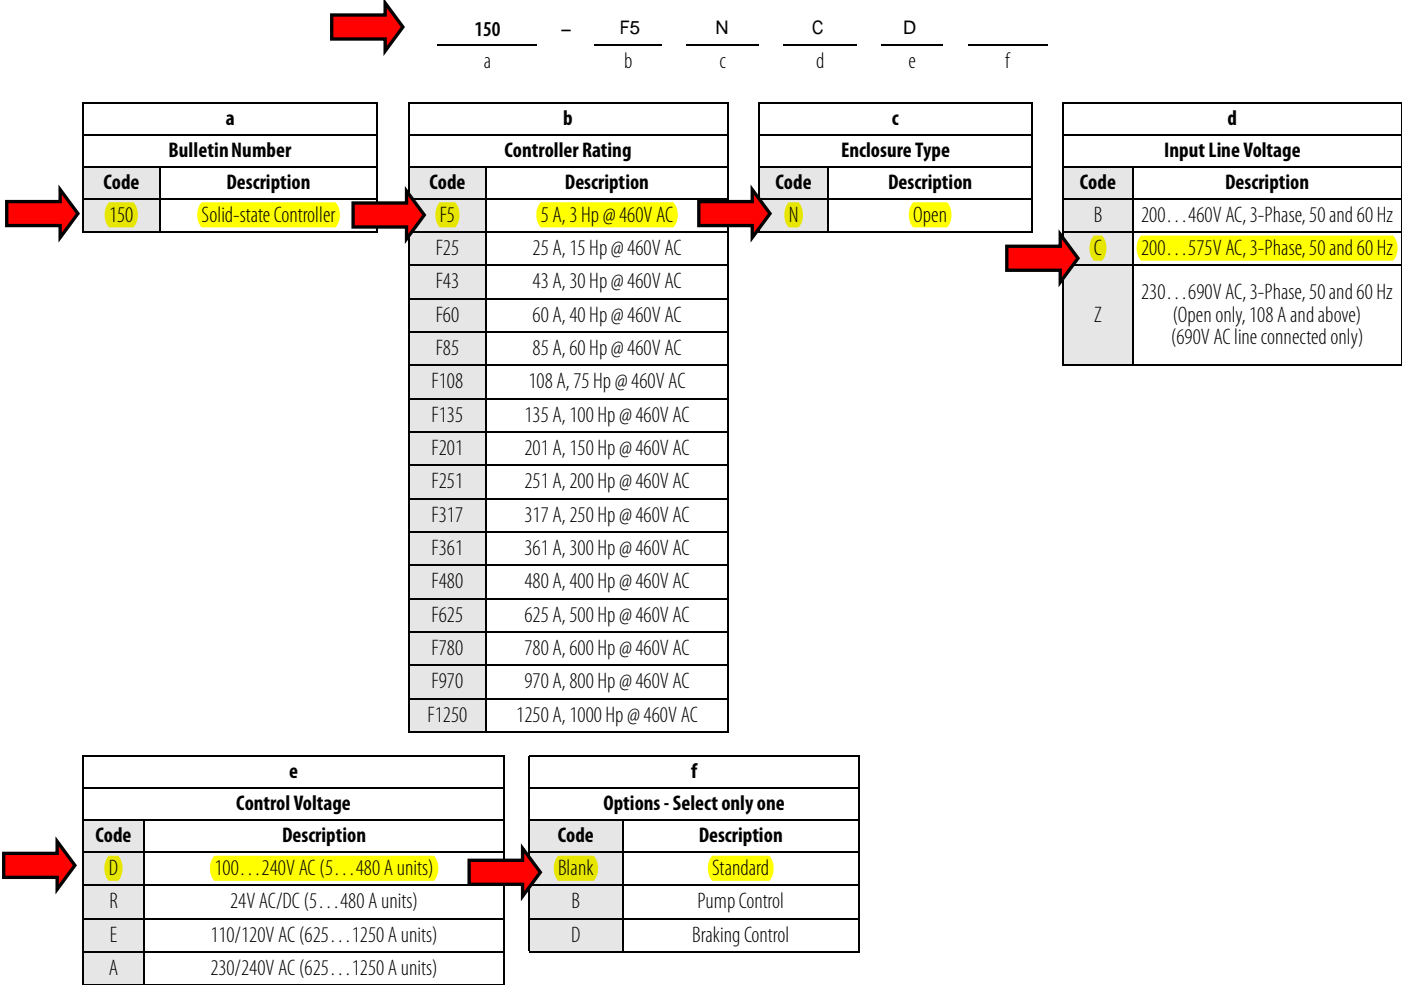 150 – F5 N C D
a b c d e f
a
Bulletin Number
Code Description
150 Solid-state Controller
b
Controller Rating
Code Description
F5 5 A, 3 Hp @ 460V AC
F25 25 A, 15 Hp @ 460V AC
F43 43 A, 30 Hp @ 460V AC
F60 60 A, 40 Hp @ 460V AC
F85 85 A, 60 Hp @ 460V AC
F108 108 A, 75 Hp @ 460V AC
F135 135 A, 100 Hp @ 460V AC
F201 201 A, 150 Hp @ 460V AC
F251 251 A, 200 Hp @ 460V AC
F317 317 A, 250 Hp @ 460V AC
F361 361 A, 300 Hp @ 460V AC
F480 480 A, 400 Hp @ 460V AC
F625 625 A, 500 Hp @ 460V AC
F780 780 A, 600 Hp @ 460V AC
F970 970 A, 800 Hp @ 460V AC
F1250 1250 A, 1000 Hp @ 460V AC
c
Enclosure Type
Code Description
N Open
d
Input Line Voltage
Code Description
B 200...460V AC, 3-Phase, 50 and 60 Hz
C 200...575V AC, 3-Phase, 50 and 60 Hz
230...690V AC, 3-Phase, 50 and 60 Hz
Z (Open only, 108 A and above)
(690V AC line connected only)
e
Control Voltage
Code Description
D 100...240V AC (5...480 A units)
R 24V AC/DC (5...480 A units)
E 110/120V AC (625...1250 A units)
A 230/240V AC (625...1250 A units)
f
Options - Select only one
Code Description
Blank Standard
B Pump Control
D Braking Control